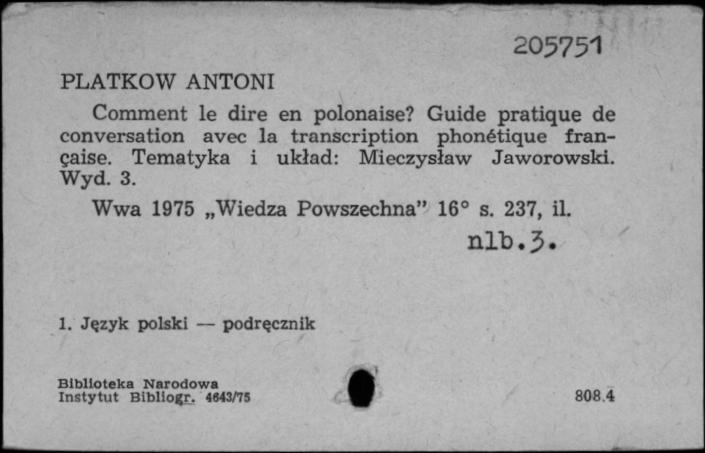 205751
PLATKOW ANTONI
Comment le dire en polonaise? Guide pratique de
conversation avec la transcription phonétique fran-
çaise. Tematyka i układ: Mieczysław Jaworowski.
Wyd. 3.
Wwa 1975 „Wiedza Powszechna" 16° s. 237, il.
nlb.3.
1. Język polski — podręcznik
Biblioteka Narodowa
Instytut Bibliogr. 4643/75
808.4